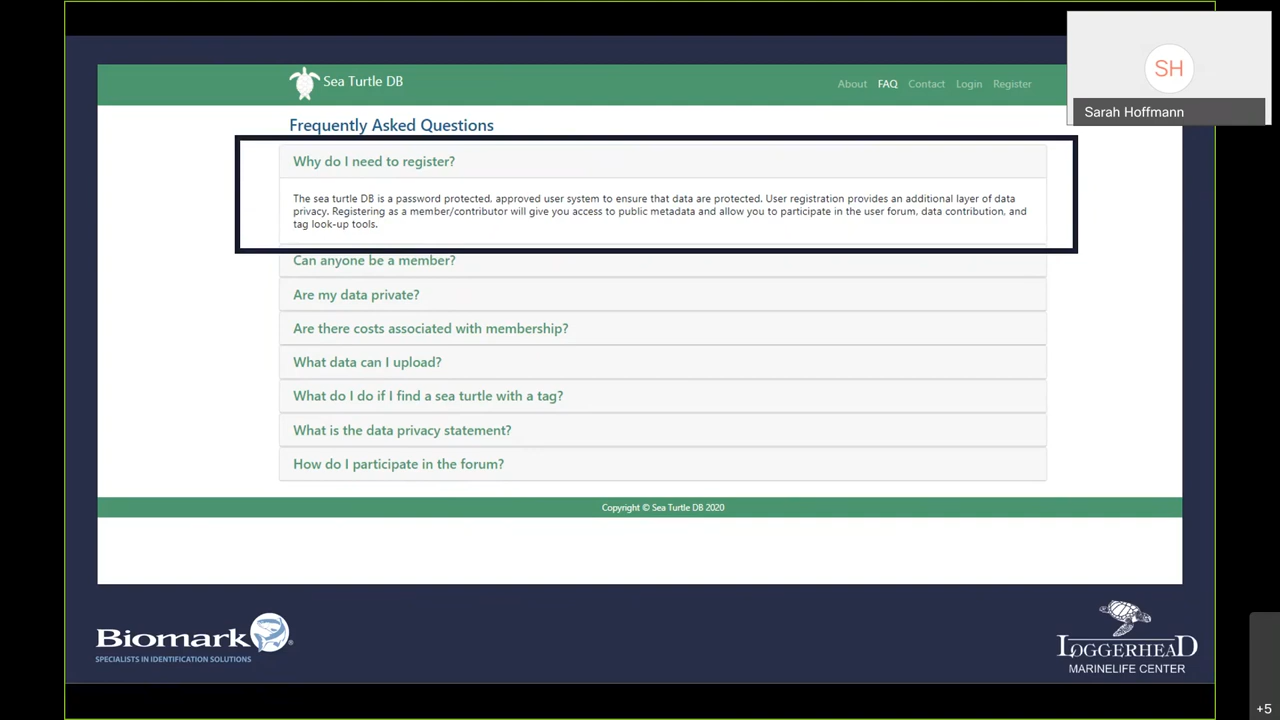 Sea Turtle DB
About FAQ Contact Login Register
SH
Sarah Hoffmann
Frequently Asked Questions
Why do I need to register?
The sea turtle DB is a password protected, approved user system to ensure that data are protected. User registration provides an additional layer of data
privacy. Registering as a member/contributor will give you access to public metadata and allow you to participate in the user forum, data contribution, and
tag look-up tools.
Can anyone be a member?
Are my data private?
Are there costs associated with membership?
What data can I upload?
What do I do if I find a sea turtle with a tag?
What is the data privacy statement?
How do I participate in the forum?
Copyright © Sea Turtle DB 2020
Biomark
SPECIALISTS IN IDENTIFICATION SOLUTIONS
LOGGERHEAD
MARINELIFE CENTER
+5